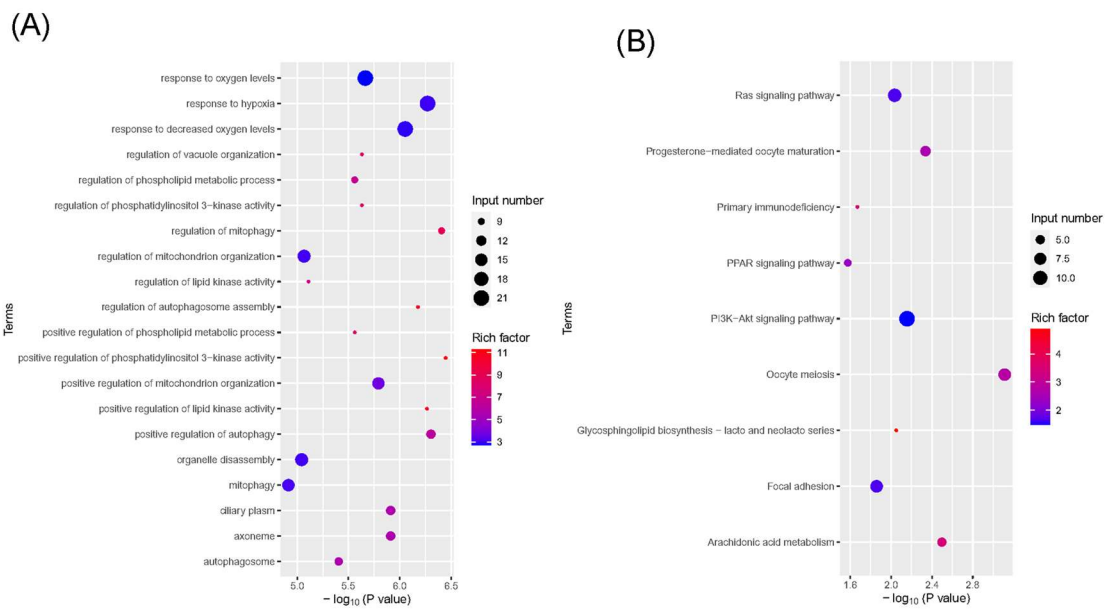 (A)
Terms
response to oxygen levels
response to hypoxia
response to decreased oxygen levels
regulation of vacuole organization
regulation of phospholipid metabolic process
regulation of phosphatidylinositol 3−kinase activity
regulation of mitophagy
regulation of mitochondrion organization
regulation of lipid kinase activity
regulation of autophagosome assembly
positive regulation of phospholipid metabolic process
positive regulation of phosphatidylinositol 3−kinase activity
positive regulation of mitochondrion organization
positive regulation of lipid kinase activity
positive regulation of autophagy
organelle disassembly
mitophagy
ciliary plasm
axoneme
autophagosome
5.0 5.5 6.0 6.5
− log₁₀ (P value)
Input number
9
12
15
18
21
Rich factor
11
9
7
5
3
(B)
Terms
Ras signaling pathway
Progesterone−mediated oocyte maturation
Primary immunodeficiency
PPAR signaling pathway
PI3K−Akt signaling pathway
Oocyte meiosis
Glycosphingolipid biosynthesis − lacto and neolacto series
Focal adhesion
Arachidonic acid metabolism
1.6 2.0 2.4 2.8
− log₁₀ (P value)
Input number
5.0
7.5
10.0
Rich factor
4
3
2